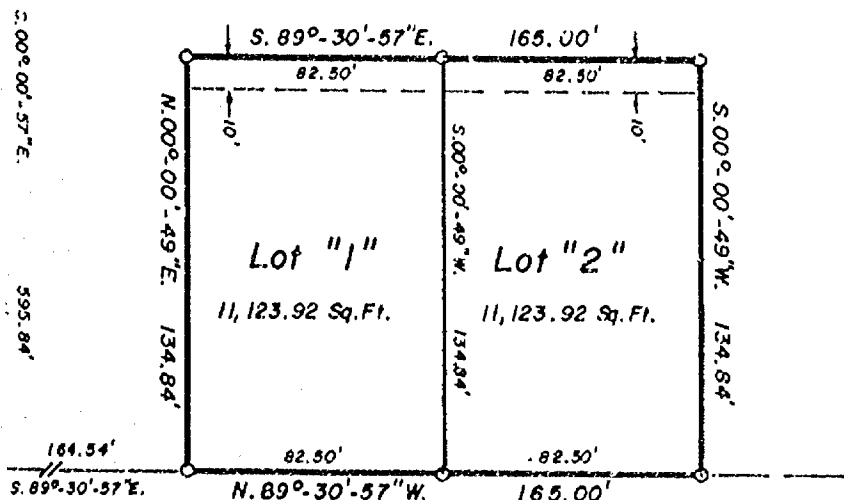 S. 89°-30'-57"E. 165.00'
82.50' 82.50'
10' 10'
S. 00°-00'-57"E. 595.84'
N. 00°-00'-49"E. 134.84'
S. 00°-00'-49"W. 134.84'
S. 00°-00'-49"W. 134.84'
Lot "1" Lot "2"
11,123.92 Sq.Ft. 11,123.92 Sq.Ft.
164.54' 82.50' 82.50'
S. 89°-30'-57"E. N. 89°-30'-57"W. 165.00'